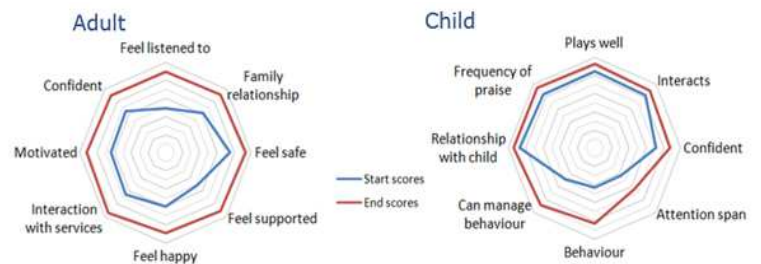 Adult
Feel listened to
Family
relationship
Feel safe
Feel supported
Feel happy
Interaction
with services
Motivated
Confident
Start scores
End scores
Child
Plays well
Interacts
Confident
Attention span
Behaviour
Can manage
behaviour
Relationship
with child
Frequency of
praise